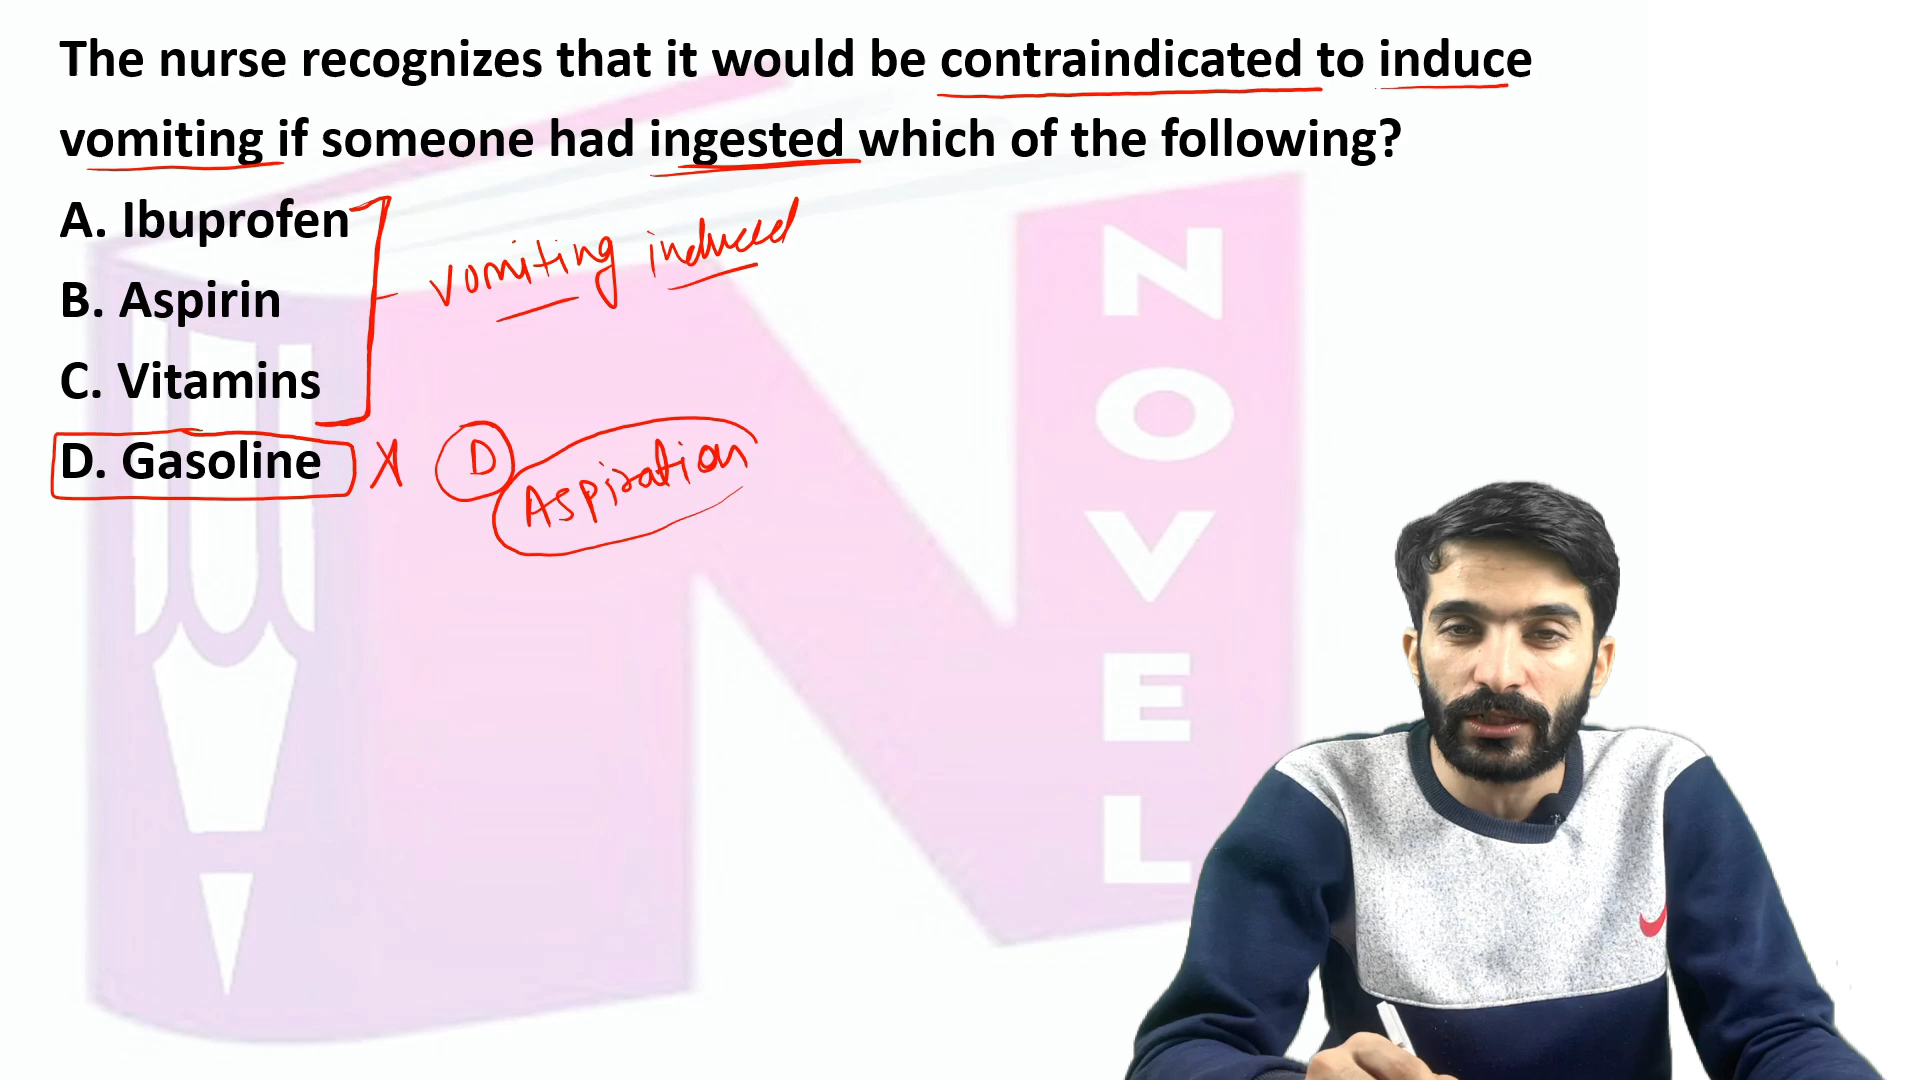 The nurse recognizes that it would be contraindicated to induce
vomiting if someone had ingested which of the following?
A. Ibuprofen
vomiting induced
B. Aspirin
C. Vitamins
D. Gasoline X D
Aspiration
NOVEL